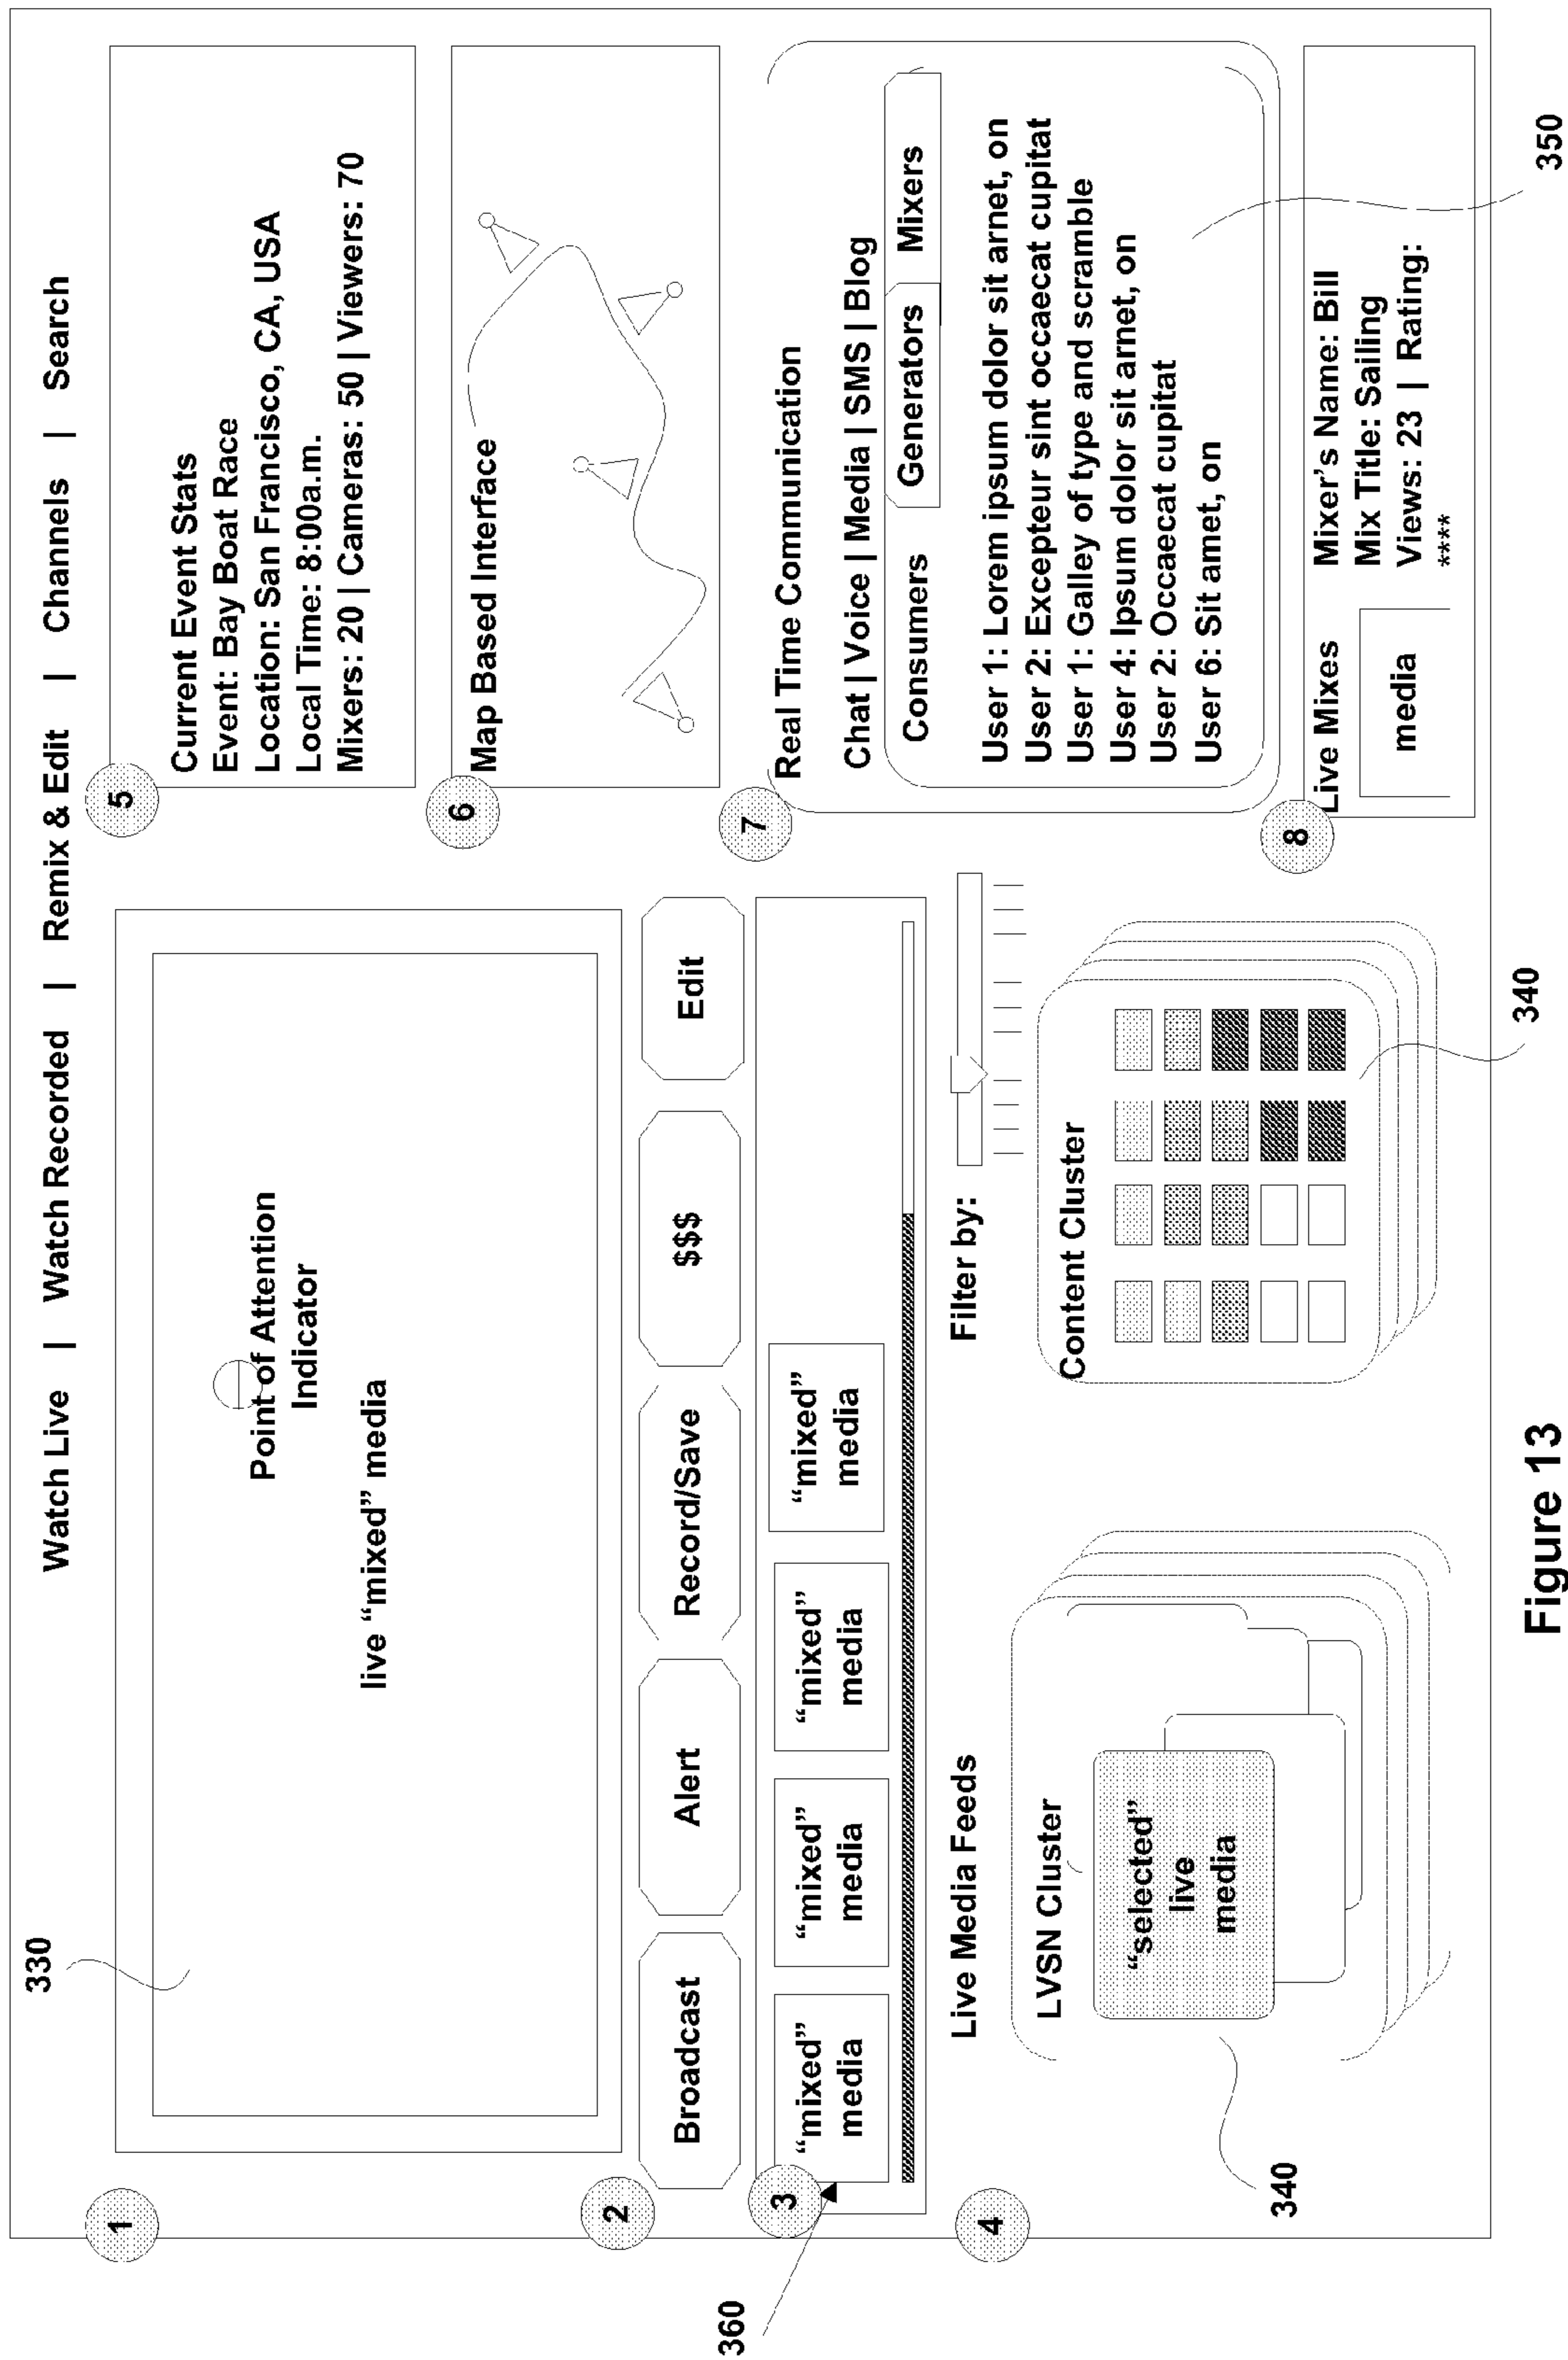 Watch Live | Watch Recorded | Remix & Edit | Channels | Search
330
1
Point of Attention
Indicator
live “mixed” media
2
Broadcast
Alert
Record/Save
$$$
Edit
3
“mixed”
media
“mixed”
media
“mixed”
media
“mixed”
media
360
4
Live Media Feeds
LVSN Cluster
“selected”
live
media
340
Filter by:
Content Cluster
340
5
Current Event Stats
Event: Bay Boat Race
Location: San Francisco, CA, USA
Local Time: 8:00a.m.
Mixers: 20 | Cameras: 50 | Viewers: 70
6
Map Based Interface
7
Real Time Communication
Chat | Voice | Media | SMS | Blog
Consumers Generators Mixers
User 1: Lorem ipsum dolor sit arnet, on
User 2: Excepteur sint occaecat cupitat
User 1: Galley of type and scramble
User 4: Ipsum dolor sit arnet, on
User 2: Occaecat cupitat
User 6: Sit amet, on
350
8
Live Mixes
media
Mixer’s Name: Bill
Mix Title: Sailing
Views: 23 | Rating:
****
Figure 13